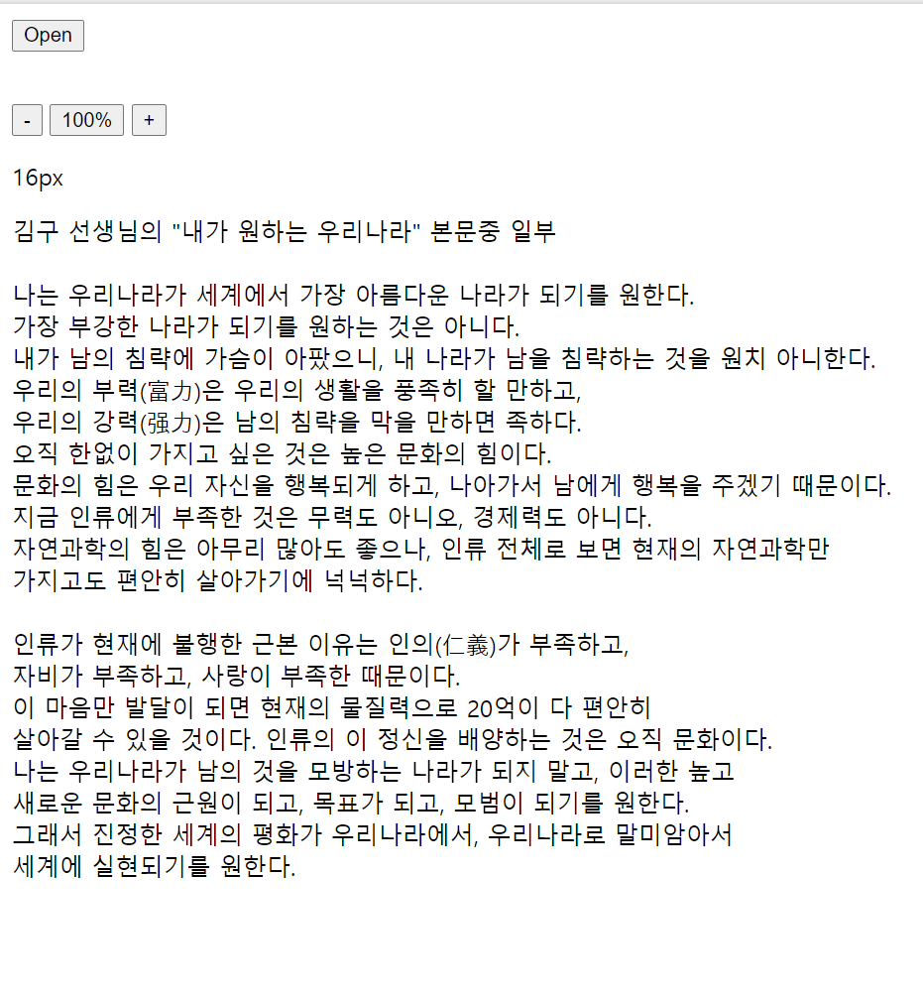 Open
- 100% +
16px
김구 선생님의 "내가 원하는 우리나라" 본문중 일부
나는 우리나라가 세계에서 가장 아름다운 나라가 되기를 원한다.
가장 부강한 나라가 되기를 원하는 것은 아니다.
내가 남의 침략에 가슴이 아팠으니, 내 나라가 남을 침략하는 것을 원치 아니한다.
우리의 부력(富力)은 우리의 생활을 풍족히 할 만하고,
우리의 강력(强力)은 남의 침략을 막을 만하면 족하다.
오직 한없이 가지고 싶은 것은 높은 문화의 힘이다.
문화의 힘은 우리 자신을 행복되게 하고, 나아가서 남에게 행복을 주겠기 때문이다.
지금 인류에게 부족한 것은 무력도 아니오, 경제력도 아니다.
자연과학의 힘은 아무리 많아도 좋으나, 인류 전체로 보면 현재의 자연과학만
가지고도 편안히 살아가기에 넉넉하다.
인류가 현재에 불행한 근본 이유는 인의(仁義)가 부족하고,
자비가 부족하고, 사랑이 부족한 때문이다.
이 마음만 발달이 되면 현재의 물질력으로 20억이 다 편안히
살아갈 수 있을 것이다. 인류의 이 정신을 배양하는 것은 오직 문화이다.
나는 우리나라가 남의 것을 모방하는 나라가 되지 말고, 이러한 높고
새로운 문화의 근원이 되고, 목표가 되고, 모범이 되기를 원한다.
그래서 진정한 세계의 평화가 우리나라에서, 우리나라로 말미암아서
세계에 실현되기를 원한다.